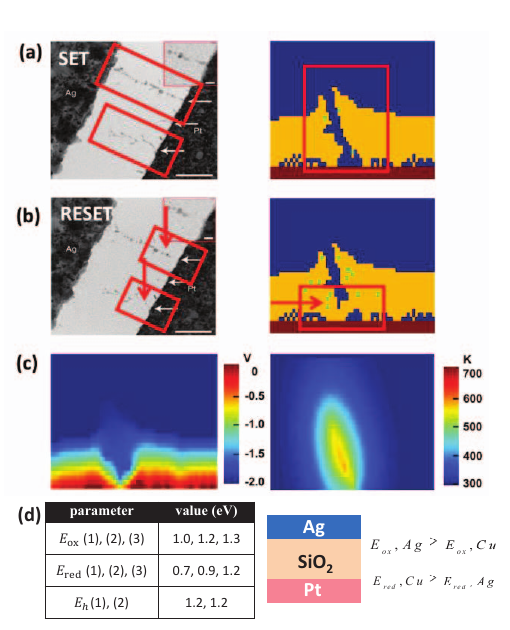 (a)
SET
Ag
Pt
(b)
RESET
Ag
Pt
(c)
V
0
-0.5
-1.0
-1.5
-2.0
K
700
600
500
400
300
(d)
parameter value (eV)
E_ox (1), (2), (3) 1.0, 1.2, 1.3
E_red (1), (2), (3) 0.7, 0.9, 1.2
E_h (1), (2) 1.2, 1.2
Ag
SiO₂
Pt
E_ox , Ag > E_ox , Cu
E_red , Cu > E_red , Ag